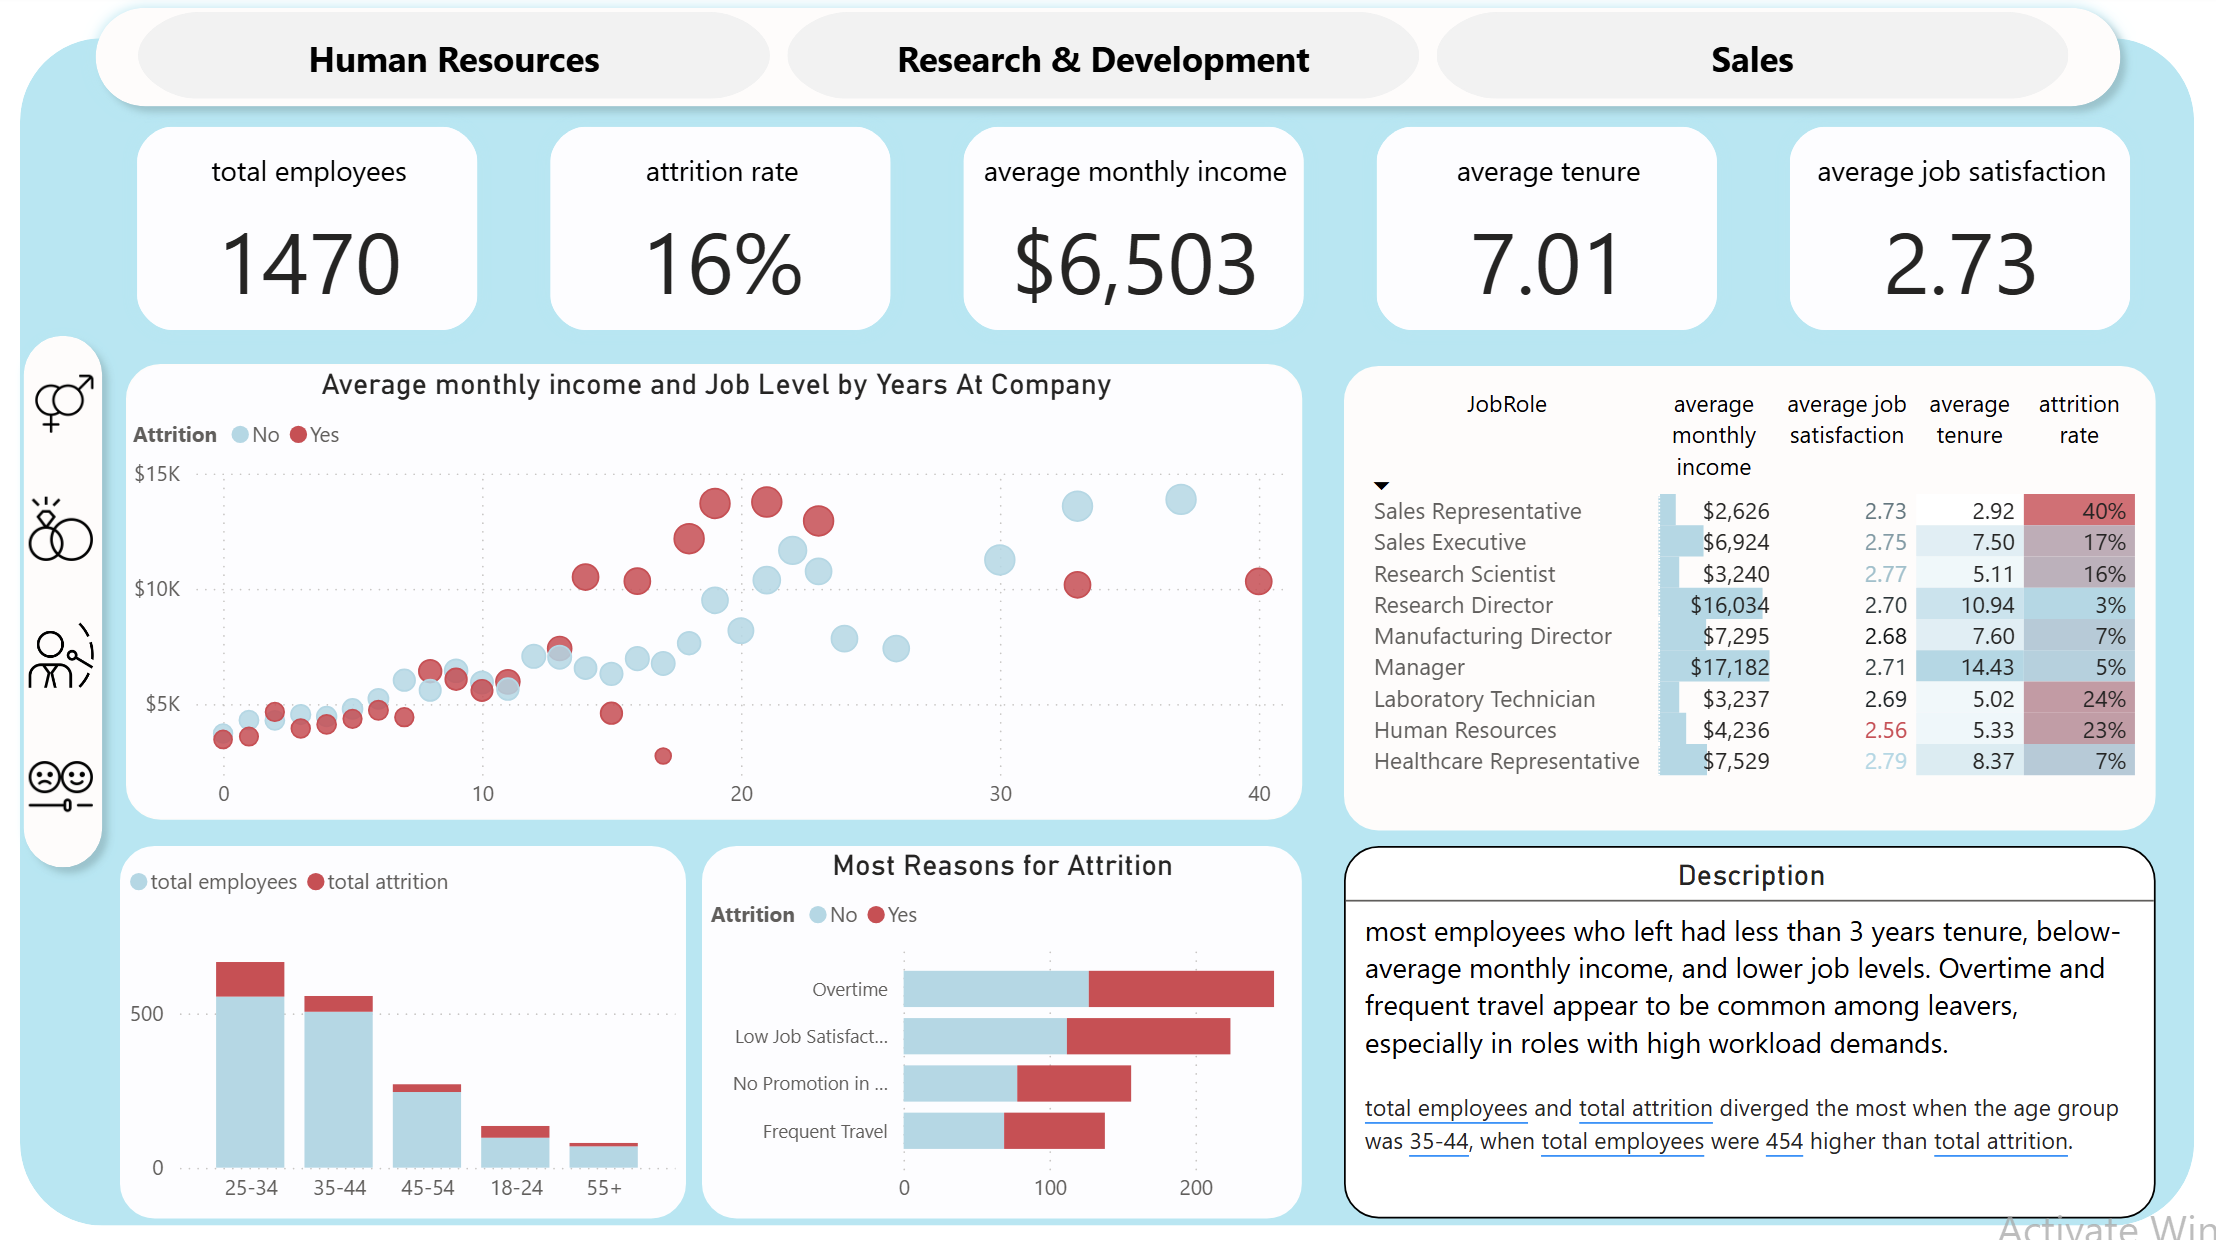 Human Resources
Research & Development
Sales
total employees
1470
attrition rate
16%
average monthly income
$6,503
average tenure
7.01
average job satisfaction
2.73
Average monthly income and Job Level by Years At Company
Attrition No Yes
$15K
$10K
$5K
0 10 20 30 40
JobRole average monthly income average job satisfaction average tenure attrition rate
Sales Representative $2,626 2.73 2.92 40%
Sales Executive $6,924 2.75 7.50 17%
Research Scientist $3,240 2.77 5.11 16%
Research Director $16,034 2.70 10.94 3%
Manufacturing Director $7,295 2.68 7.60 7%
Manager $17,182 2.71 14.43 5%
Laboratory Technician $3,237 2.69 5.02 24%
Human Resources $4,236 2.56 5.33 23%
Healthcare Representative $7,529 2.79 8.37 7%
total employees total attrition
500
0
25-34 35-44 45-54 18-24 55+
Most Reasons for Attrition
Attrition No Yes
Overtime
Low Job Satisfact...
No Promotion in ...
Frequent Travel
0 100 200
Description
most employees who left had less than 3 years tenure, below-
average monthly income, and lower job levels. Overtime and
frequent travel appear to be common among leavers,
especially in roles with high workload demands.
total employees and total attrition diverged the most when the age group
was 35-44, when total employees were 454 higher than total attrition.
Activate Win